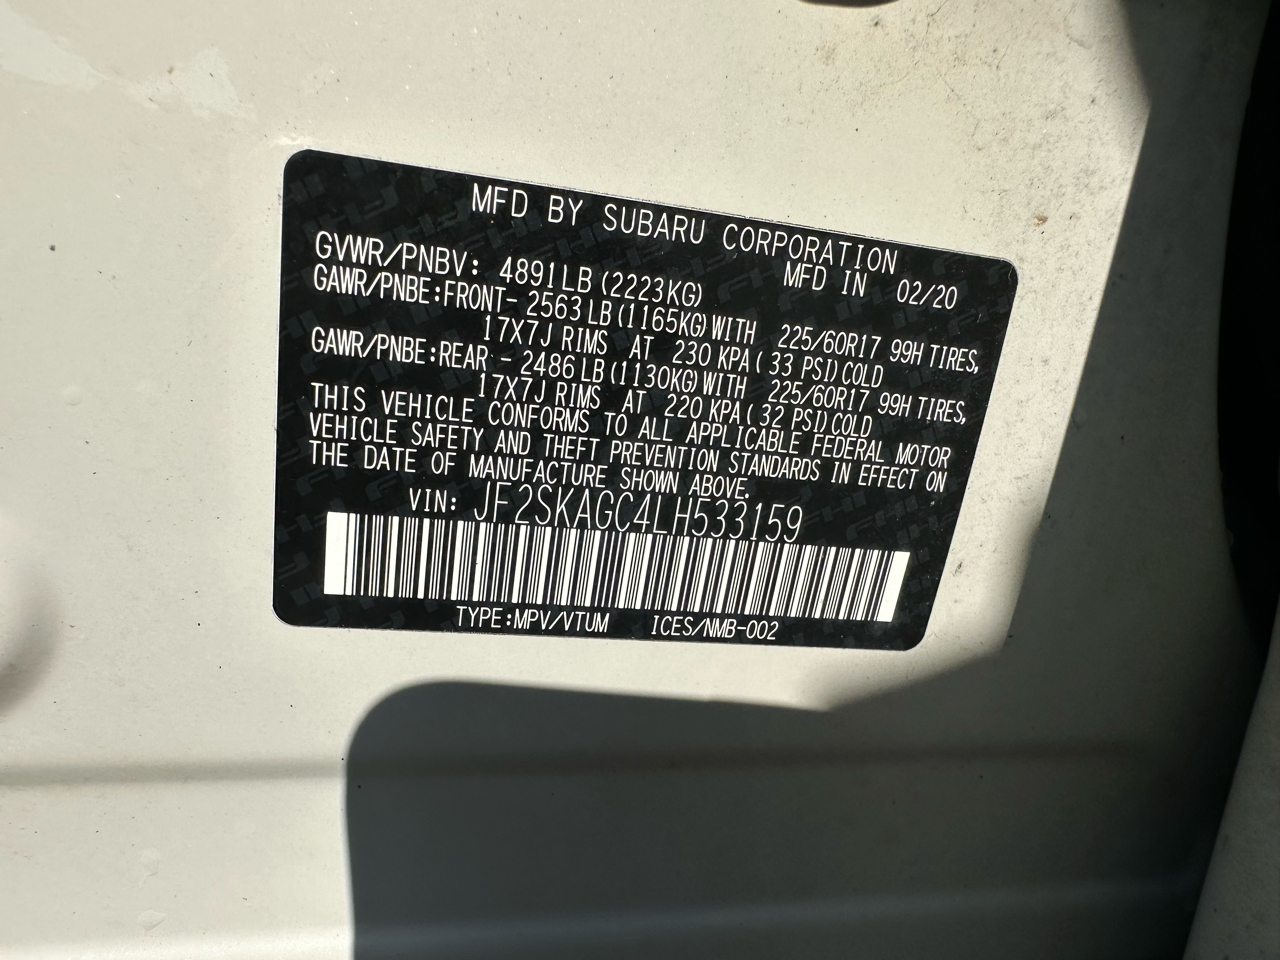 MFD BY SUBARU CORPORATION
GVWR/PNBV: 4891LB (2223KG) MFD IN 02/20
GAWR/PNBE:FRONT- 2563LB(1165KG)WITH 225/60R17 99H TIRES,
17X7J RIMS AT 230 KPA( 33 PSI)COLD
GAWR/PNBE:REAR - 2486LB(1130KG)WITH 225/60R17 99H TIRES,
17X7J RIMS AT 220 KPA( 32 PSI)COLD
THIS VEHICLE CONFORMS TO ALL APPLICABLE FEDERAL MOTOR
VEHICLE SAFETY AND THEFT PREVENTION STANDARDS IN EFFECT ON
THE DATE OF MANUFACTURE SHOWN ABOVE.
VIN: JF2SKAGC4LH533159
TYPE:MPV/VTUM ICES/NMB-002